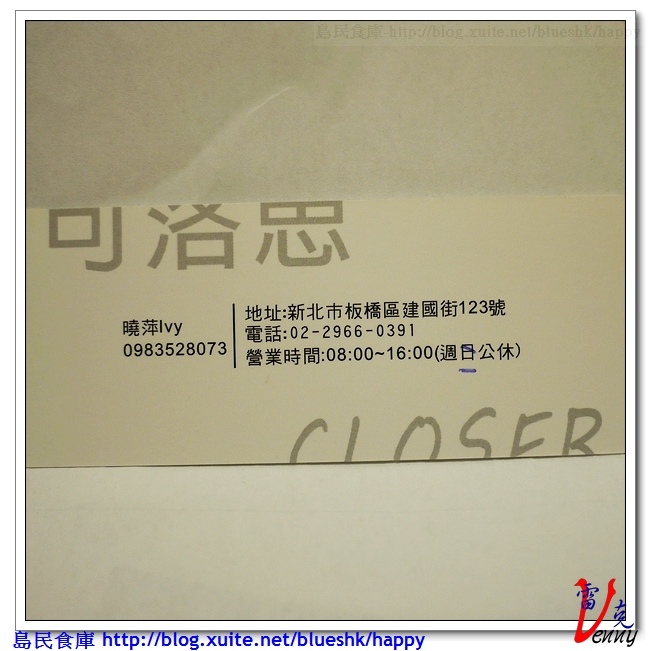 島民食庫-http://blog.xuite.net/blueshk/happy
可洛思
曉萍Ivy
0983528073
地址:新北市板橋區建國街123號
電話:02-2966-0391
營業時間:08:00~16:00(週日公休)
CLOSER
雷克
Venny
島民食庫 http://blog.xuite.net/blueshk/happy